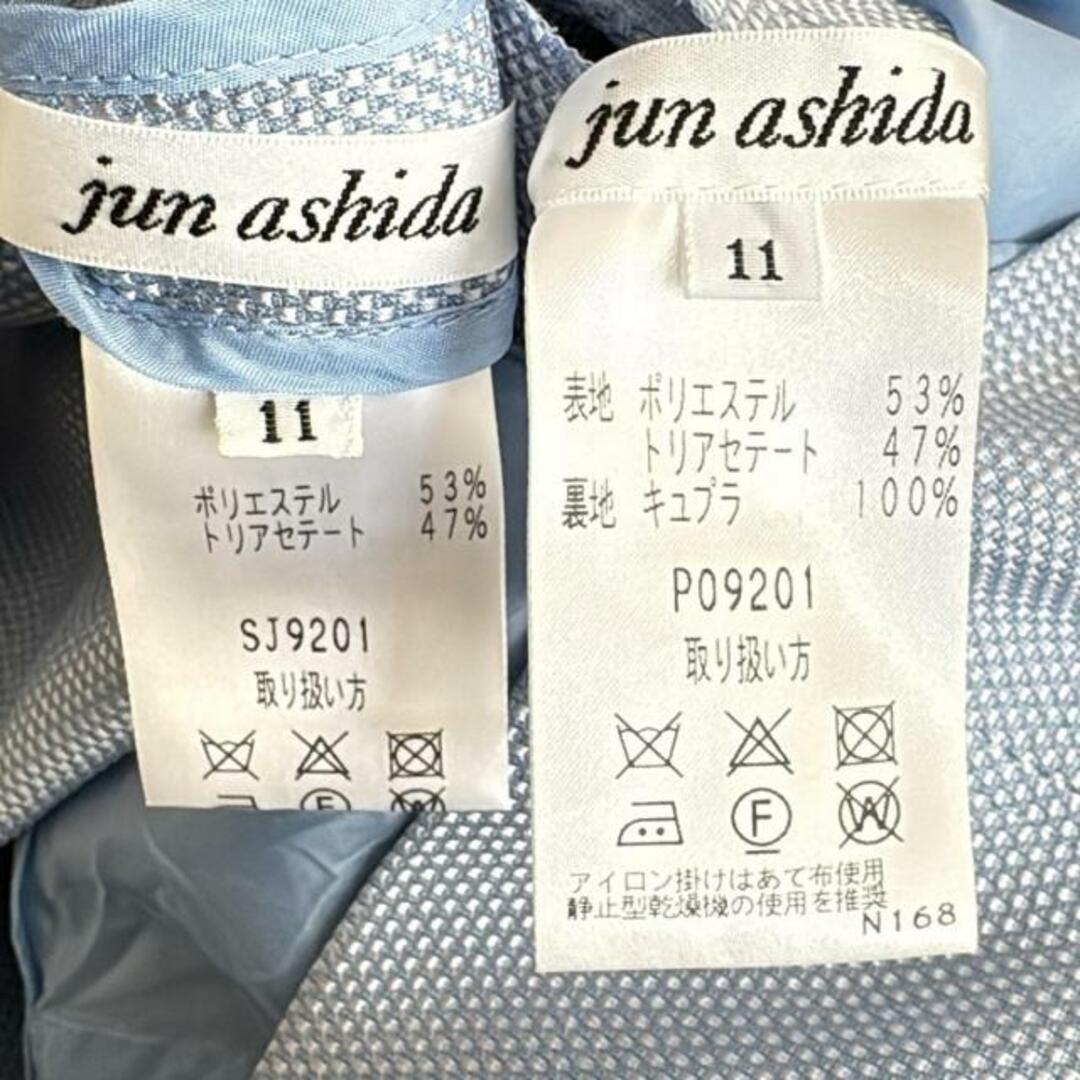 jun ashida
11
ポリエステル 53%
トリアセテート 47%
SJ9201
取り扱い方
F
W
jun ashida
11
表地 ポリエステル 53%
トリアセテート 47%
裏地 キュプラ 100%
P09201
取り扱い方
F
W
アイロン掛けはあて布使用
静止型乾燥機の使用を推奨
N168